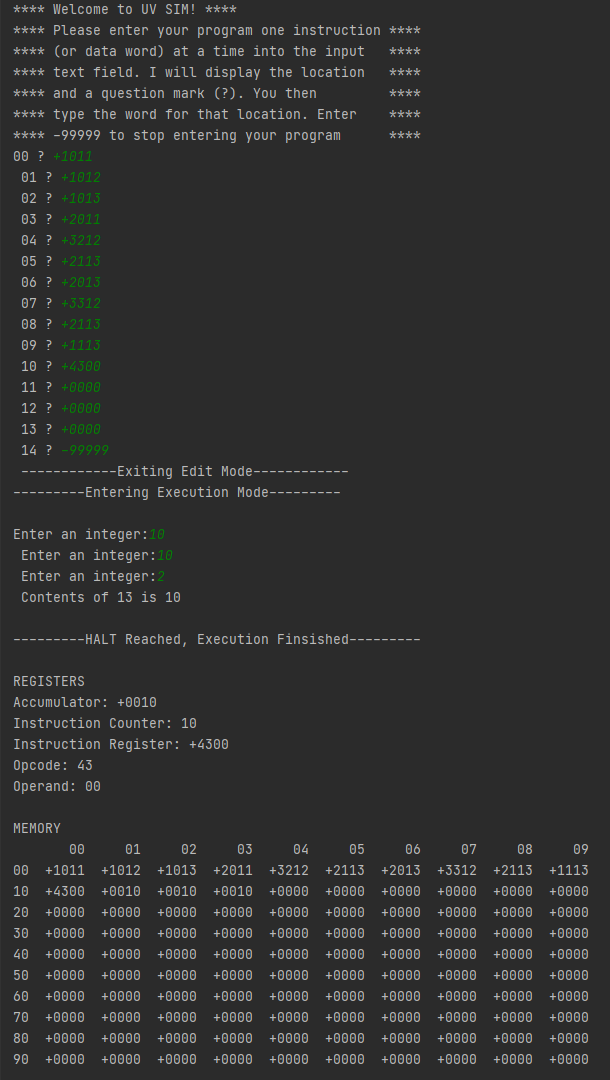 **** Welcome to UV SIM! ****
**** Please enter your program one instruction ****
**** (or data word) at a time into the input   ****
**** text field. I will display the location   ****
**** and a question mark (?). You then         ****
**** type the word for that location. Enter    ****
**** -99999 to stop entering your program      ****
00 ? +1011
 01 ? +1012
 02 ? +1013
 03 ? +2011
 04 ? +3212
 05 ? +2113
 06 ? +2013
 07 ? +3312
 08 ? +2113
 09 ? +1113
 10 ? +4300
 11 ? +0000
 12 ? +0000
 13 ? +0000
 14 ? -99999
 ------------Exiting Edit Mode------------
---------Entering Execution Mode---------
Enter an integer:10
 Enter an integer:10
 Enter an integer:2
 Contents of 13 is 10
---------HALT Reached, Execution Finsished---------
REGISTERS
Accumulator: +0010
Instruction Counter: 10
Instruction Register: +4300
Opcode: 43
Operand: 00
MEMORY
       00     01     02     03     04     05     06     07     08     09
00  +1011  +1012  +1013  +2011  +3212  +2113  +2013  +3312  +2113  +1113
10  +4300  +0010  +0010  +0010  +0000  +0000  +0000  +0000  +0000  +0000
20  +0000  +0000  +0000  +0000  +0000  +0000  +0000  +0000  +0000  +0000
30  +0000  +0000  +0000  +0000  +0000  +0000  +0000  +0000  +0000  +0000
40  +0000  +0000  +0000  +0000  +0000  +0000  +0000  +0000  +0000  +0000
50  +0000  +0000  +0000  +0000  +0000  +0000  +0000  +0000  +0000  +0000
60  +0000  +0000  +0000  +0000  +0000  +0000  +0000  +0000  +0000  +0000
70  +0000  +0000  +0000  +0000  +0000  +0000  +0000  +0000  +0000  +0000
80  +0000  +0000  +0000  +0000  +0000  +0000  +0000  +0000  +0000  +0000
90  +0000  +0000  +0000  +0000  +0000  +0000  +0000  +0000  +0000  +0000